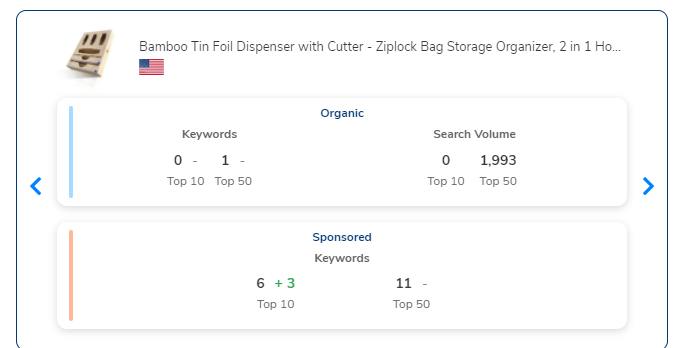 Bamboo Tin Foil Dispenser with Cutter - Ziplock Bag Storage Organizer, 2 in 1 Ho...
Organic
Keywords Search Volume
0 - 1 - 0 1,993
Top 10 Top 50 Top 10 Top 50
Sponsored
Keywords
6 + 3 11 -
Top 10 Top 50